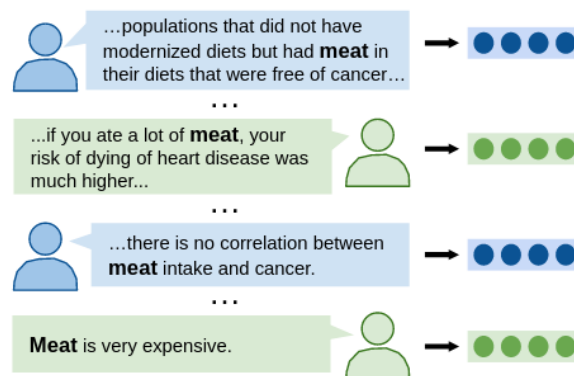 ...populations that did not have
modernized diets but had meat in
their diets that were free of cancer...
...
...if you ate a lot of meat, your
risk of dying of heart disease was
much higher...
...
...there is no correlation between
meat intake and cancer.
...
Meat is very expensive.